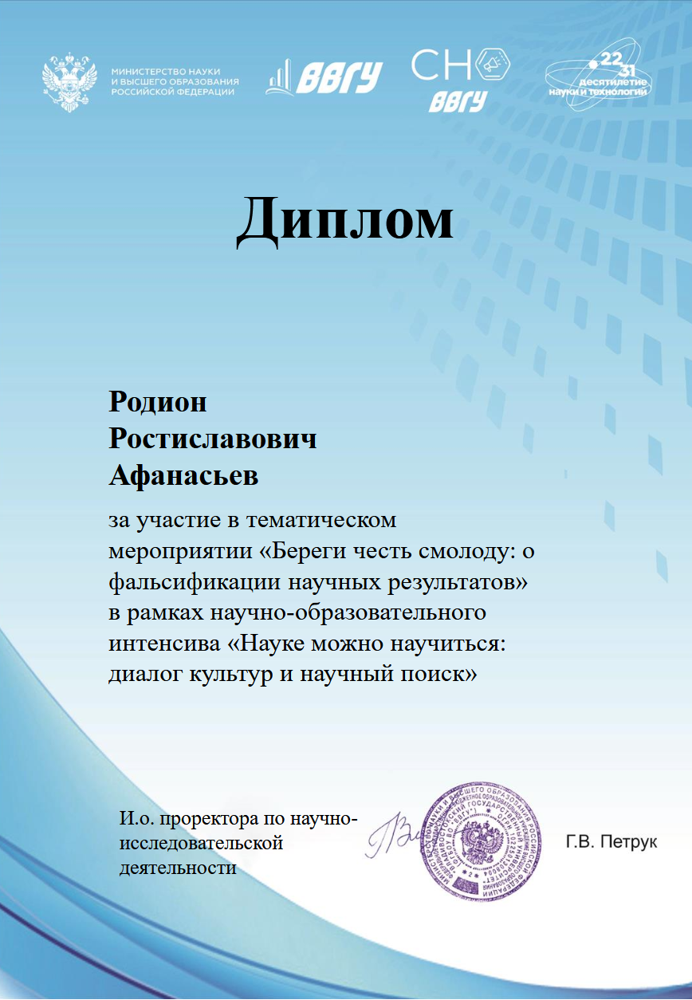 МИНИСТЕРСТВО НАУКИ
И ВЫСШЕГО ОБРАЗОВАНИЯ
РОССИЙСКОЙ ФЕДЕРАЦИИ
ВВГУ
СНО
ВВГУ
22
31
десятилетие
науки и технологий
Диплом
Родион
Ростиславович
Афанасьев
за участие в тематическом
мероприятии «Береги честь смолоду: о
фальсификации научных результатов»
в рамках научно-образовательного
интенсива «Науке можно научиться:
диалог культур и научный поиск»
И.о. проректора по научно-
исследовательской
деятельности
Г.В. Петрук